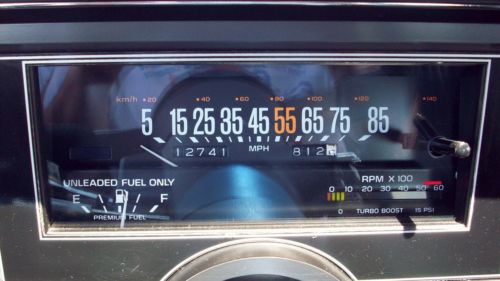 km/h 20 40 60 80 100 120 140
5 15 25 35 45 55 65 75 85
12741 MPH 812
UNLEADED FUEL ONLY
RPM X 100
0 10 20 30 40 50 60
E F
PREMIUM FUEL
0 TURBO BOOST 15 PSI